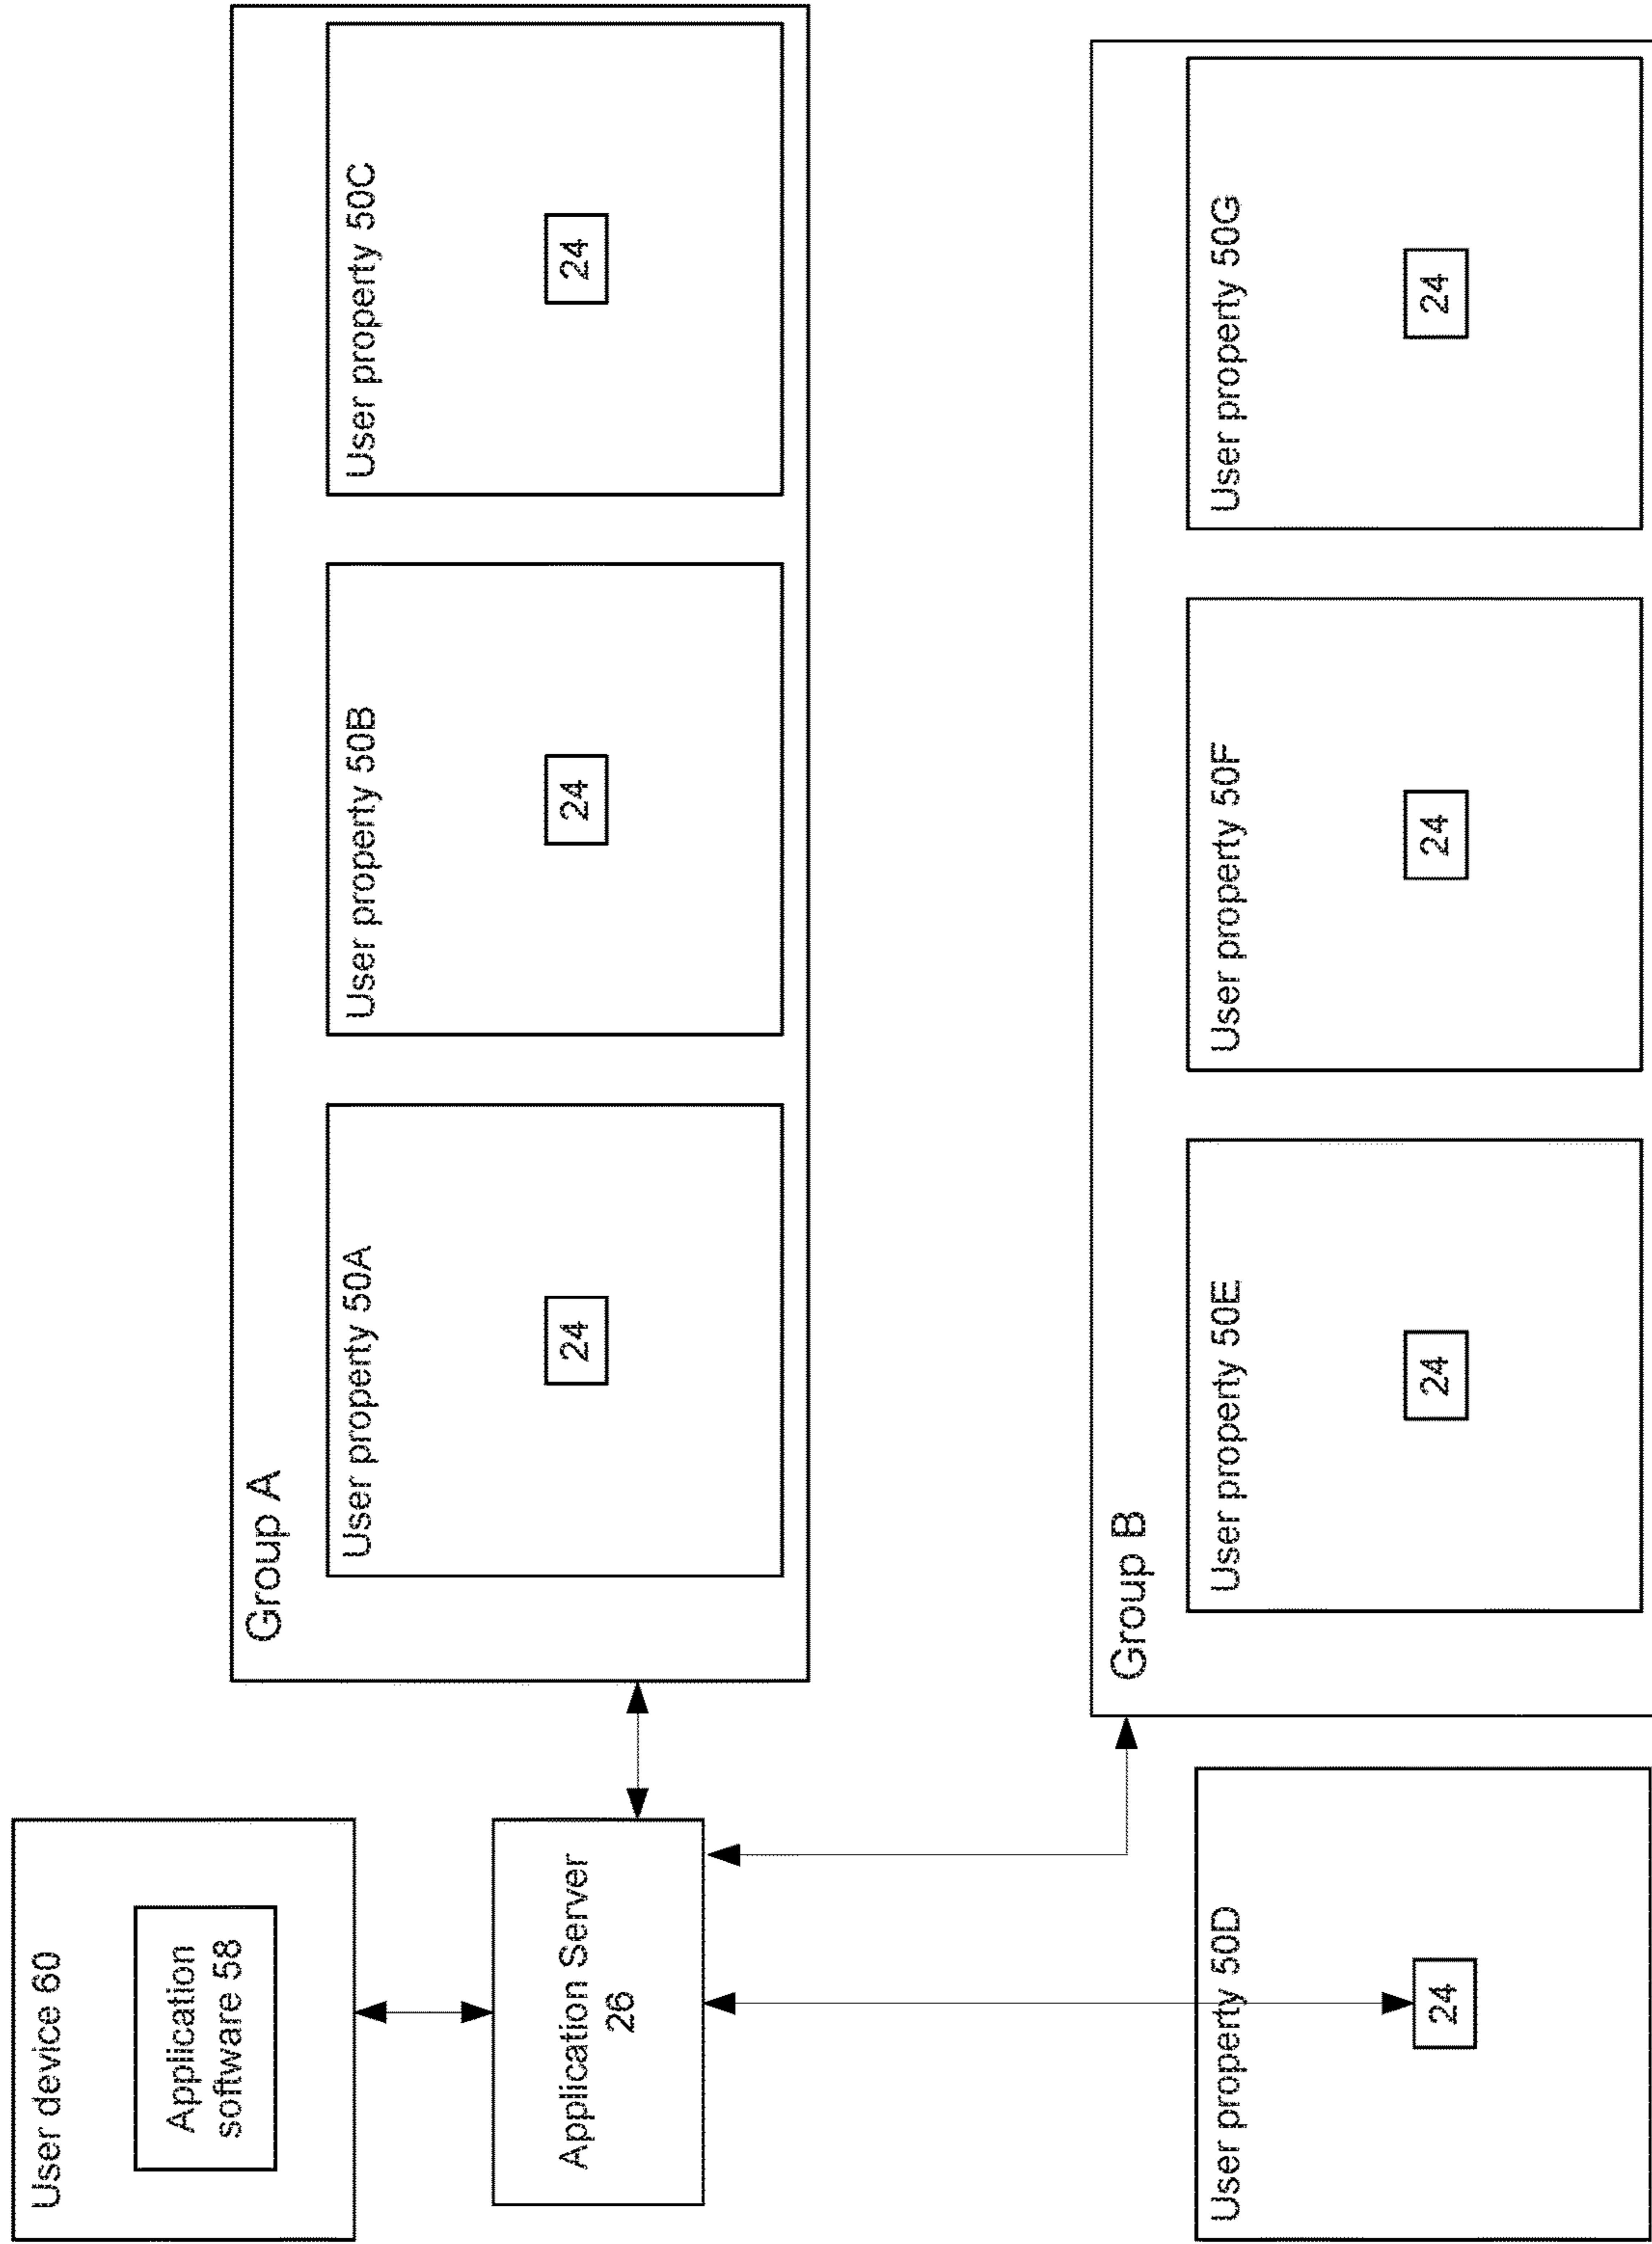 User device 60
Application
software 58
Application Server
26
Group A
User property 50A
24
User property 50B
24
User property 50C
24
User property 50D
24
Group B
User property 50E
24
User property 50F
24
User property 50G
24